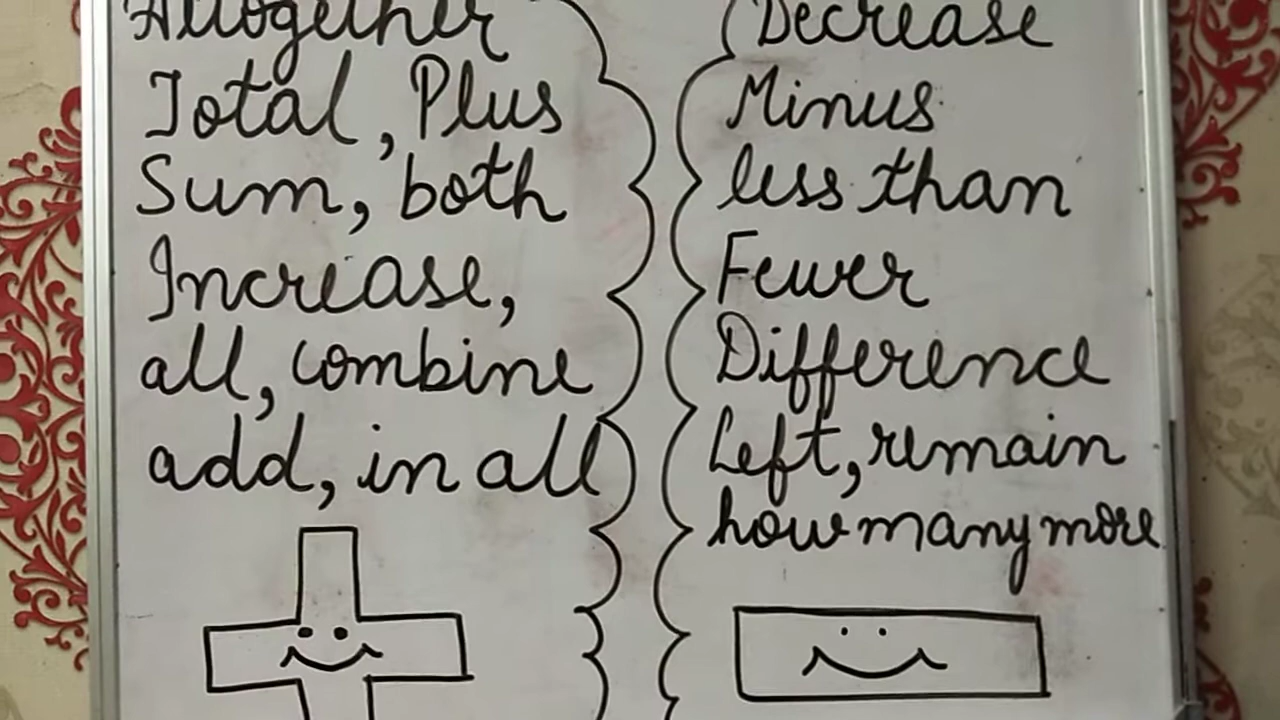 Altogether
Total, Plus
Sum, both
Increase,
all, combine
add, in all
Decrease
Minus
less than
Fewer
Difference
Left, remain
how many more